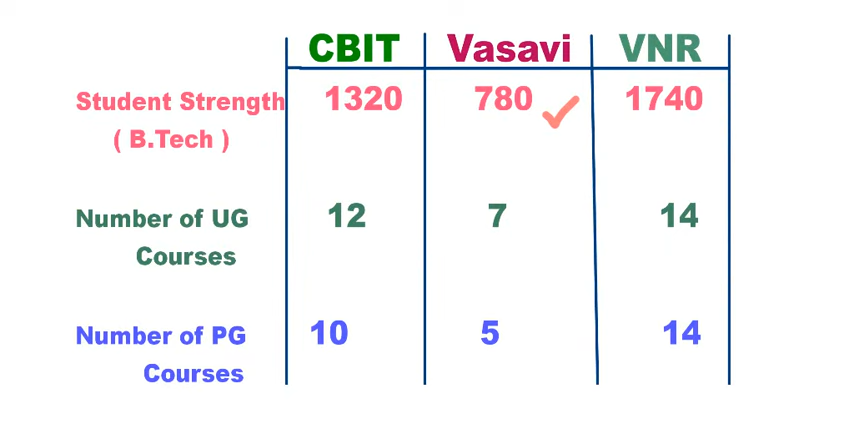 CBIT Vasavi VNR
Student Strength 1320 780 1740
( B.Tech )
Number of UG 12 7 14
Courses
Number of PG 10 5 14
Courses